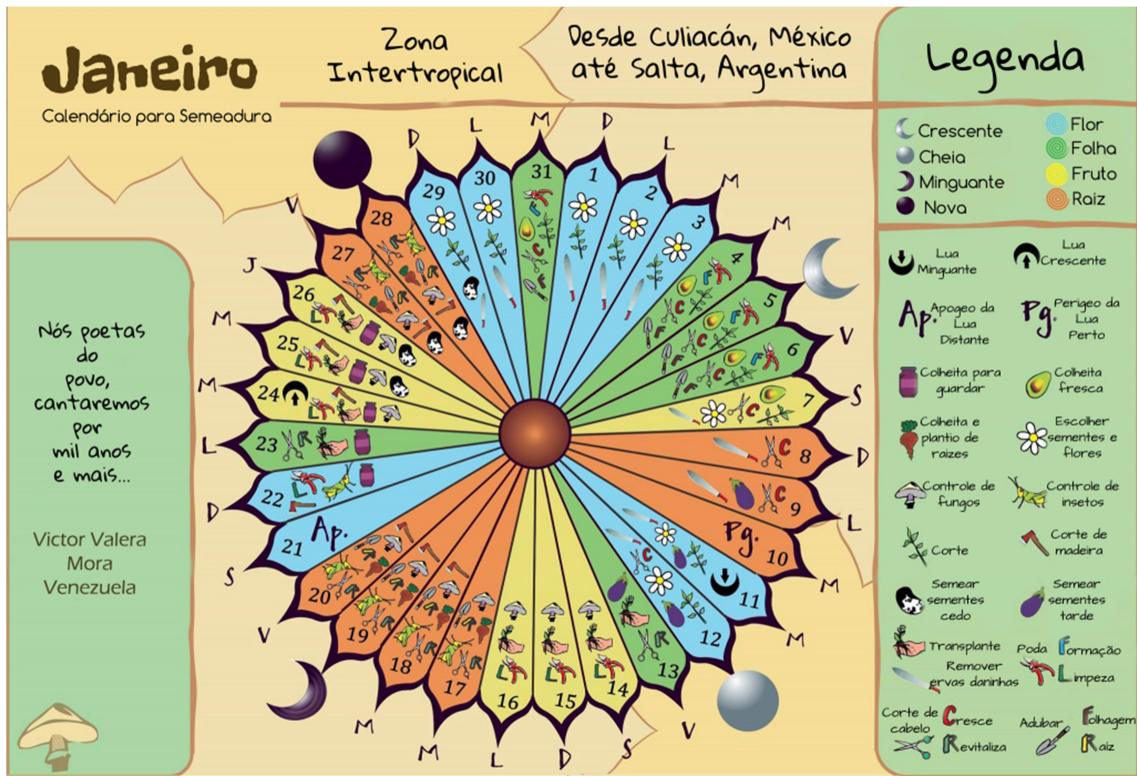 Janeiro
Calendário para Semeadura
Zona
Intertropical
Desde Culiacán, México
até Salta, Argentina
Legenda
Crescente
Cheia
Minguante
Nova
Flor
Folha
Fruto
Raiz
Lua
Minguante
Lua
Crescente
Ap.
Apogeo da
Lua
Distante
Pg.
Perigeo da
Lua
Perto
Colheita para
guardar
Colheita
fresca
Colheita e
plantio de
raizes
Escolher
sementes e
flores
Controle de
fungos
Controle de
insetos
Corte
Corte de
madeira
Semear
sementes
cedo
Semear
sementes
tarde
Transplante
Remover
ervas daninhas
Poda Formação
Limpeza
Corte de
cabelo
Cresce
Revitaliza
Adubar
Folhagem
Raiz
Nós poetas
do
povo,
cantaremos
por
mil anos
e mais...
Victor Valera
Mora
Venezuela
D 1
L 2
M 3
M 4 F C F
J 5 F C F
V 6 F C F
S 7 C
D 8 C
L 9 C
M 10 Pg.
M 11 C
12 C
V 13 R
S 14 L
D 15 L
L 16 L
M 17 R R
M 18 R R
19 R R
V 20 R R
S 21 Ap.
D 22 L
L 23 R
M 24 L
M 25 L
J 26 L
V 27 R R
28 R R
D 29
L 30
M 31 F C F